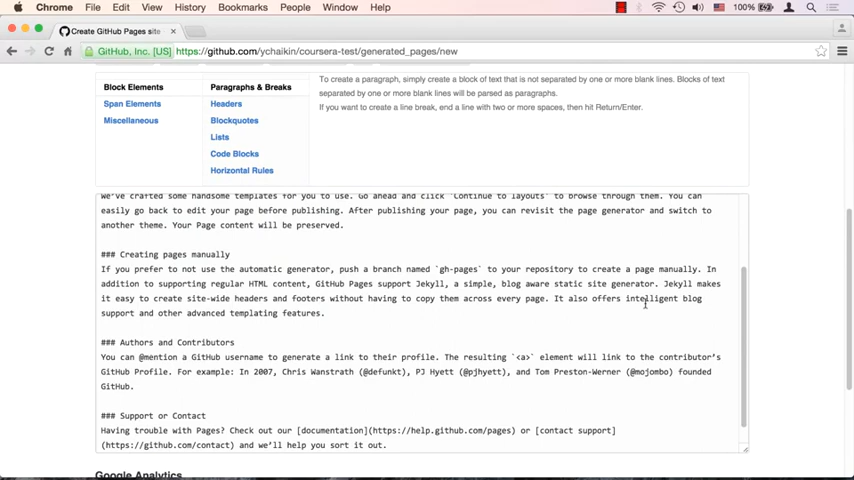 Chrome File Edit View History Bookmarks People Window Help 100%
Create GitHub Pages site
GitHub, Inc. [US] https://github.com/ychaikin/coursera-test/generated_pages/new
Block Elements
Span Elements
Miscellaneous
Paragraphs & Breaks
Headers
Blockquotes
Lists
Code Blocks
Horizontal Rules
To create a paragraph, simply create a block of text that is not separated by one or more blank lines. Blocks of text
separated by one or more blank lines will be parsed as paragraphs.
If you want to create a line break, end a line with two or more spaces, then hit Return/Enter.
We've crafted some handsome templates for you to use. Go ahead and click `Continue to layouts` to browse through them. You can
easily go back to edit your page before publishing. After publishing your page, you can revisit the page generator and switch to
another theme. Your Page content will be preserved.
### Creating pages manually
If you prefer to not use the automatic generator, push a branch named `gh-pages` to your repository to create a page manually. In
addition to supporting regular HTML content, GitHub Pages support Jekyll, a simple, blog aware static site generator. Jekyll makes
it easy to create site-wide headers and footers without having to copy them across every page. It also offers intelligent blog
support and other advanced templating features.
### Authors and Contributors
You can @mention a GitHub username to generate a link to their profile. The resulting `<a>` element will link to the contributor's
GitHub Profile. For example: In 2007, Chris Wanstrath (@defunkt), PJ Hyett (@pjhyett), and Tom Preston-Werner (@mojombo) founded
GitHub.
### Support or Contact
Having trouble with Pages? Check out our [documentation](https://help.github.com/pages) or [contact support]
(https://github.com/contact) and we'll help you sort it out.
Google Analytics